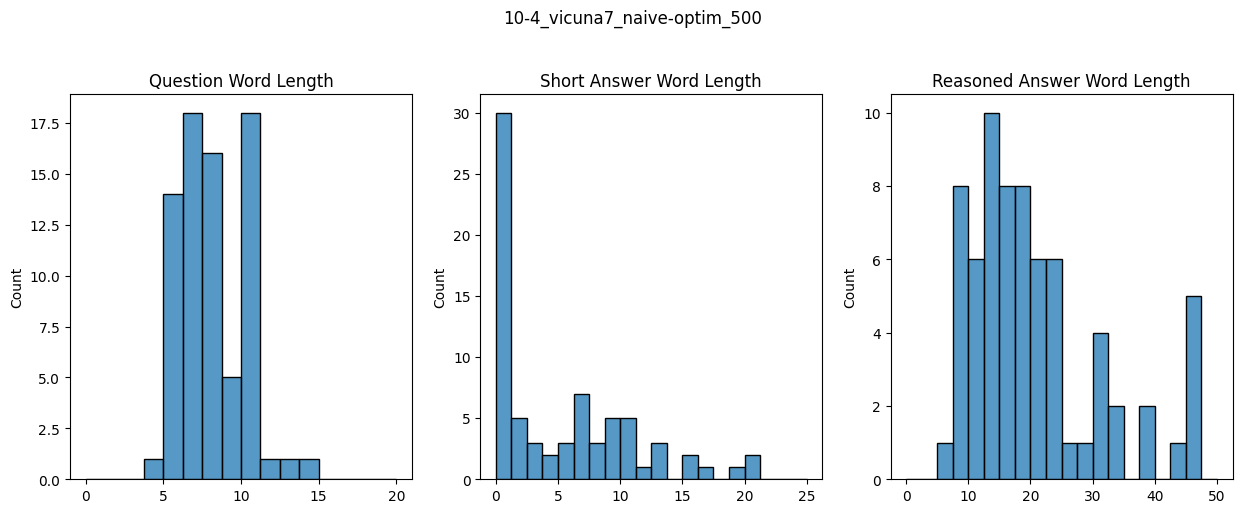 10-4_vicuna7_naive-optim_500
Question Word Length
Short Answer Word Length
Reasoned Answer Word Length
Count
17.5
15.0
12.5
10.0
7.5
5.0
2.5
0.0
0 5 10 15 20
Count
30
25
20
15
10
5
0
0 5 10 15 20 25
Count
10
8
6
4
2
0
0 10 20 30 40 50